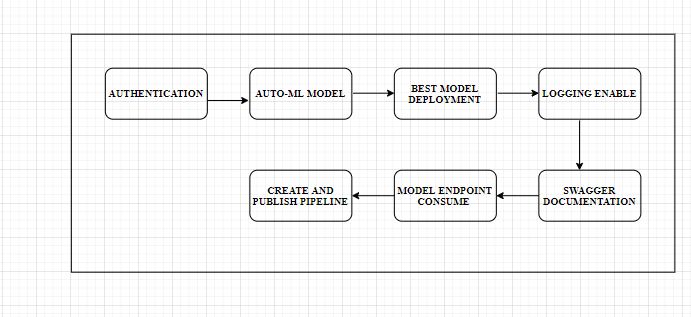 AUTHENTICATION
AUTO-ML MODEL
BEST MODEL
DEPLOYMENT
LOGGING ENABLE
SWAGGER
DOCUMENTATION
MODEL ENDPOINT
CONSUME
CREATE AND
PUBLISH PIPELINE